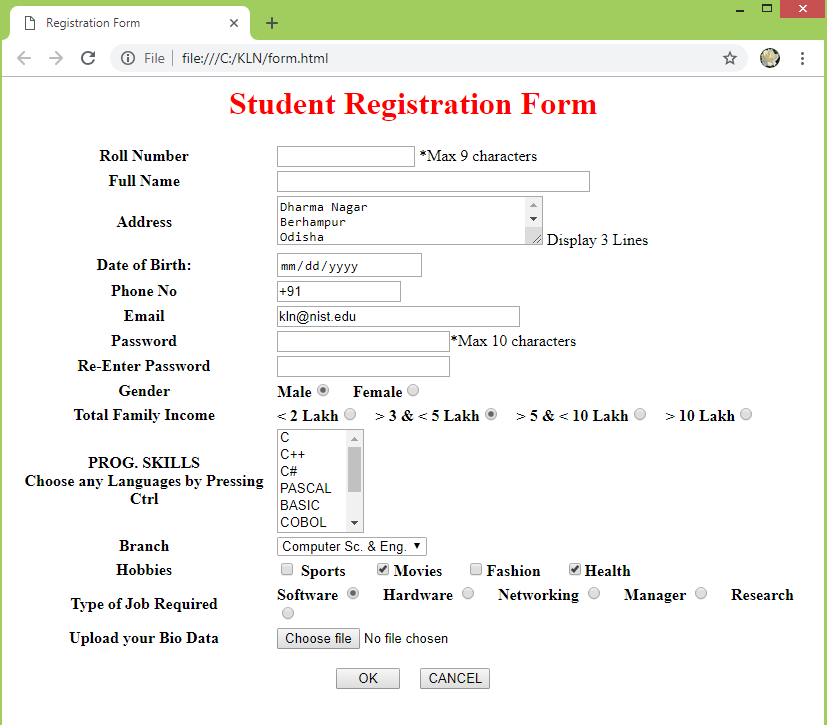 Registration Form
File file:///C:/KLN/form.html
Student Registration Form
Roll Number *Max 9 characters
Full Name
Address Dharma Nagar
Berhampur
Odisha Display 3 Lines
Date of Birth: mm/dd/yyyy
Phone No +91
Email kln@nist.edu
Password *Max 10 characters
Re-Enter Password
Gender Male Female
Total Family Income < 2 Lakh > 3 & < 5 Lakh > 5 & < 10 Lakh > 10 Lakh
PROG. SKILLS
Choose any Languages by Pressing
Ctrl
C
C++
C#
PASCAL
BASIC
COBOL
Branch Computer Sc. & Eng.
Hobbies Sports Movies Fashion Health
Type of Job Required Software Hardware Networking Manager Research
Upload your Bio Data Choose file No file chosen
OK CANCEL